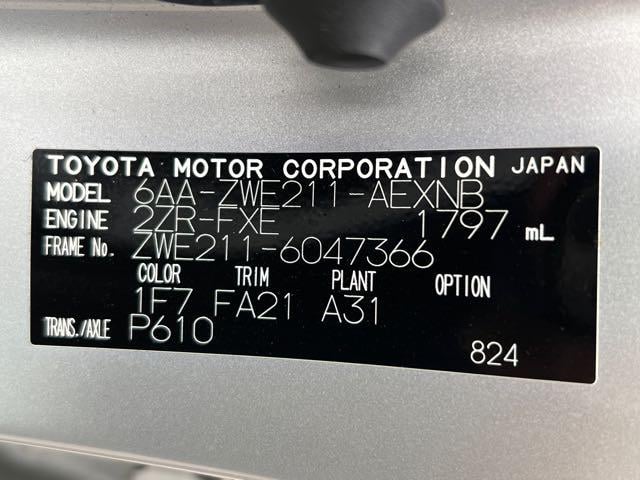 TOYOTA MOTOR CORPORATION JAPAN
MODEL 6AA-ZWE211-AEXNB
ENGINE 2ZR-FXE 1797 mL
FRAME No. ZWE211-6047366
COLOR TRIM PLANT OPTION
1F7 FA21 A31
TRANS./AXLE P610
824